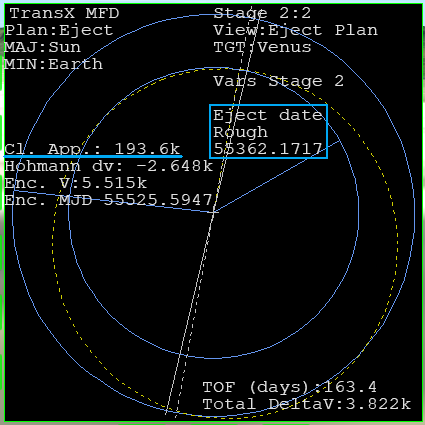 TransX MFD
Stage 2:2
Plan:Eject
View:Eject Plan
MAJ:Sun
TGT:Venus
MIN:Earth
Vars Stage 2
Eject date
Rough
55362.1717
Cl. App.: 193.6k
Hohmann dv: -2.648k
Enc. V:5.515k
Enc. MJD 55525.5947
TOF (days):163.4
Total DeltaV:3.822k